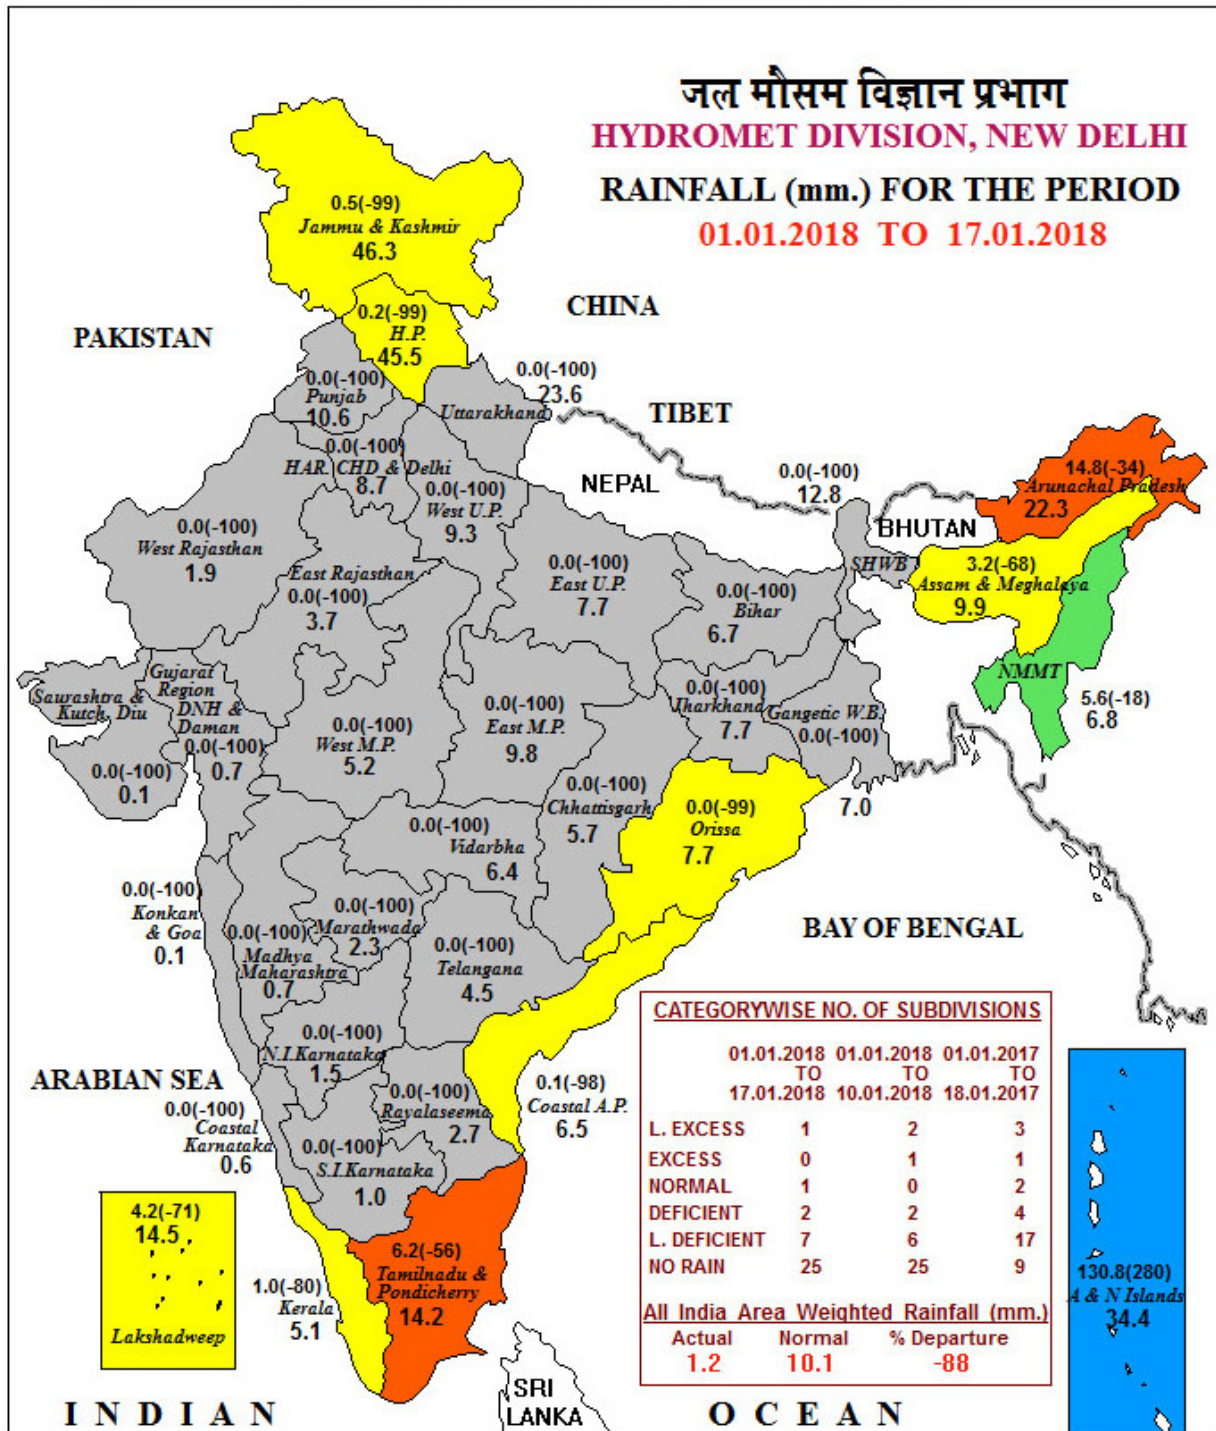 जल मौसम विज्ञान प्रभाग
HYDROMET DIVISION, NEW DELHI
RAINFALL (mm.) FOR THE PERIOD
01.01.2018 TO 17.01.2018
0.5(-99)
Jammu & Kashmir
46.3
CHINA
0.2(-99)
H.P.
45.5
PAKISTAN
0.0(-100)
Punjab
10.6
0.0(-100)
23.6
Uttarakhand
TIBET
0.0(-100)
HAR. CHD & Delhi
8.7
NEPAL
0.0(-100)
12.8
14.8(-34)
Arunachal Pradesh
22.3
0.0(-100)
West U.P.
9.3
BHUTAN
0.0(-100)
West Rajasthan
1.9
East Rajasthan
0.0(-100)
3.7
0.0(-100)
East U.P.
7.7
0.0(-100)
Bihar
6.7
SHWB
3.2(-68)
Assam & Meghalaya
9.9
NMMT
5.6(-18)
6.8
Saurashtra &
Kutch, Diu
0.0(-100)
0.1
Gujarat
Region
DNH &
Daman
0.0(-100)
0.7
0.0(-100)
West M.P.
5.2
0.0(-100)
East M.P.
9.8
0.0(-100)
Jharkhand
7.7
Gangetic W.B.
0.0(-100)
7.0
0.0(-100)
Chhattisgarh
5.7
0.0(-99)
Orissa
7.7
0.0(-100)
Vidarbha
6.4
0.0(-100)
Konkan
& Goa
0.1
0.0(-100)
Madhya
Maharashtra
0.7
0.0(-100)
Marathwada
2.3
0.0(-100)
Telangana
4.5
BAY OF BENGAL
0.0(-100)
N.I.Karnataka
1.5
ARABIAN SEA
0.0(-100)
Coastal
Karnataka
0.6
0.0(-100)
Rayalaseema
2.7
0.1(-98)
Coastal A.P.
6.5
0.0(-100)
S.I.Karnataka
1.0
4.2(-71)
14.5
Lakshadweep
1.0(-80)
Kerala
5.1
6.2(-56)
Tamilnadu &
Pondicherry
14.2
CATEGORYWISE NO. OF SUBDIVISIONS
01.01.2018 01.01.2018 01.01.2017
TO TO TO
17.01.2018 10.01.2018 18.01.2017
L. EXCESS 1 2 3
EXCESS 0 1 1
NORMAL 1 0 2
DEFICIENT 2 2 4
L. DEFICIENT 7 6 17
NO RAIN 25 25 9
All India Area Weighted Rainfall (mm.)
Actual Normal % Departure
1.2 10.1 -88
130.8(280)
A & N Islands
34.4
SRI
LANKA
INDIAN OCEAN